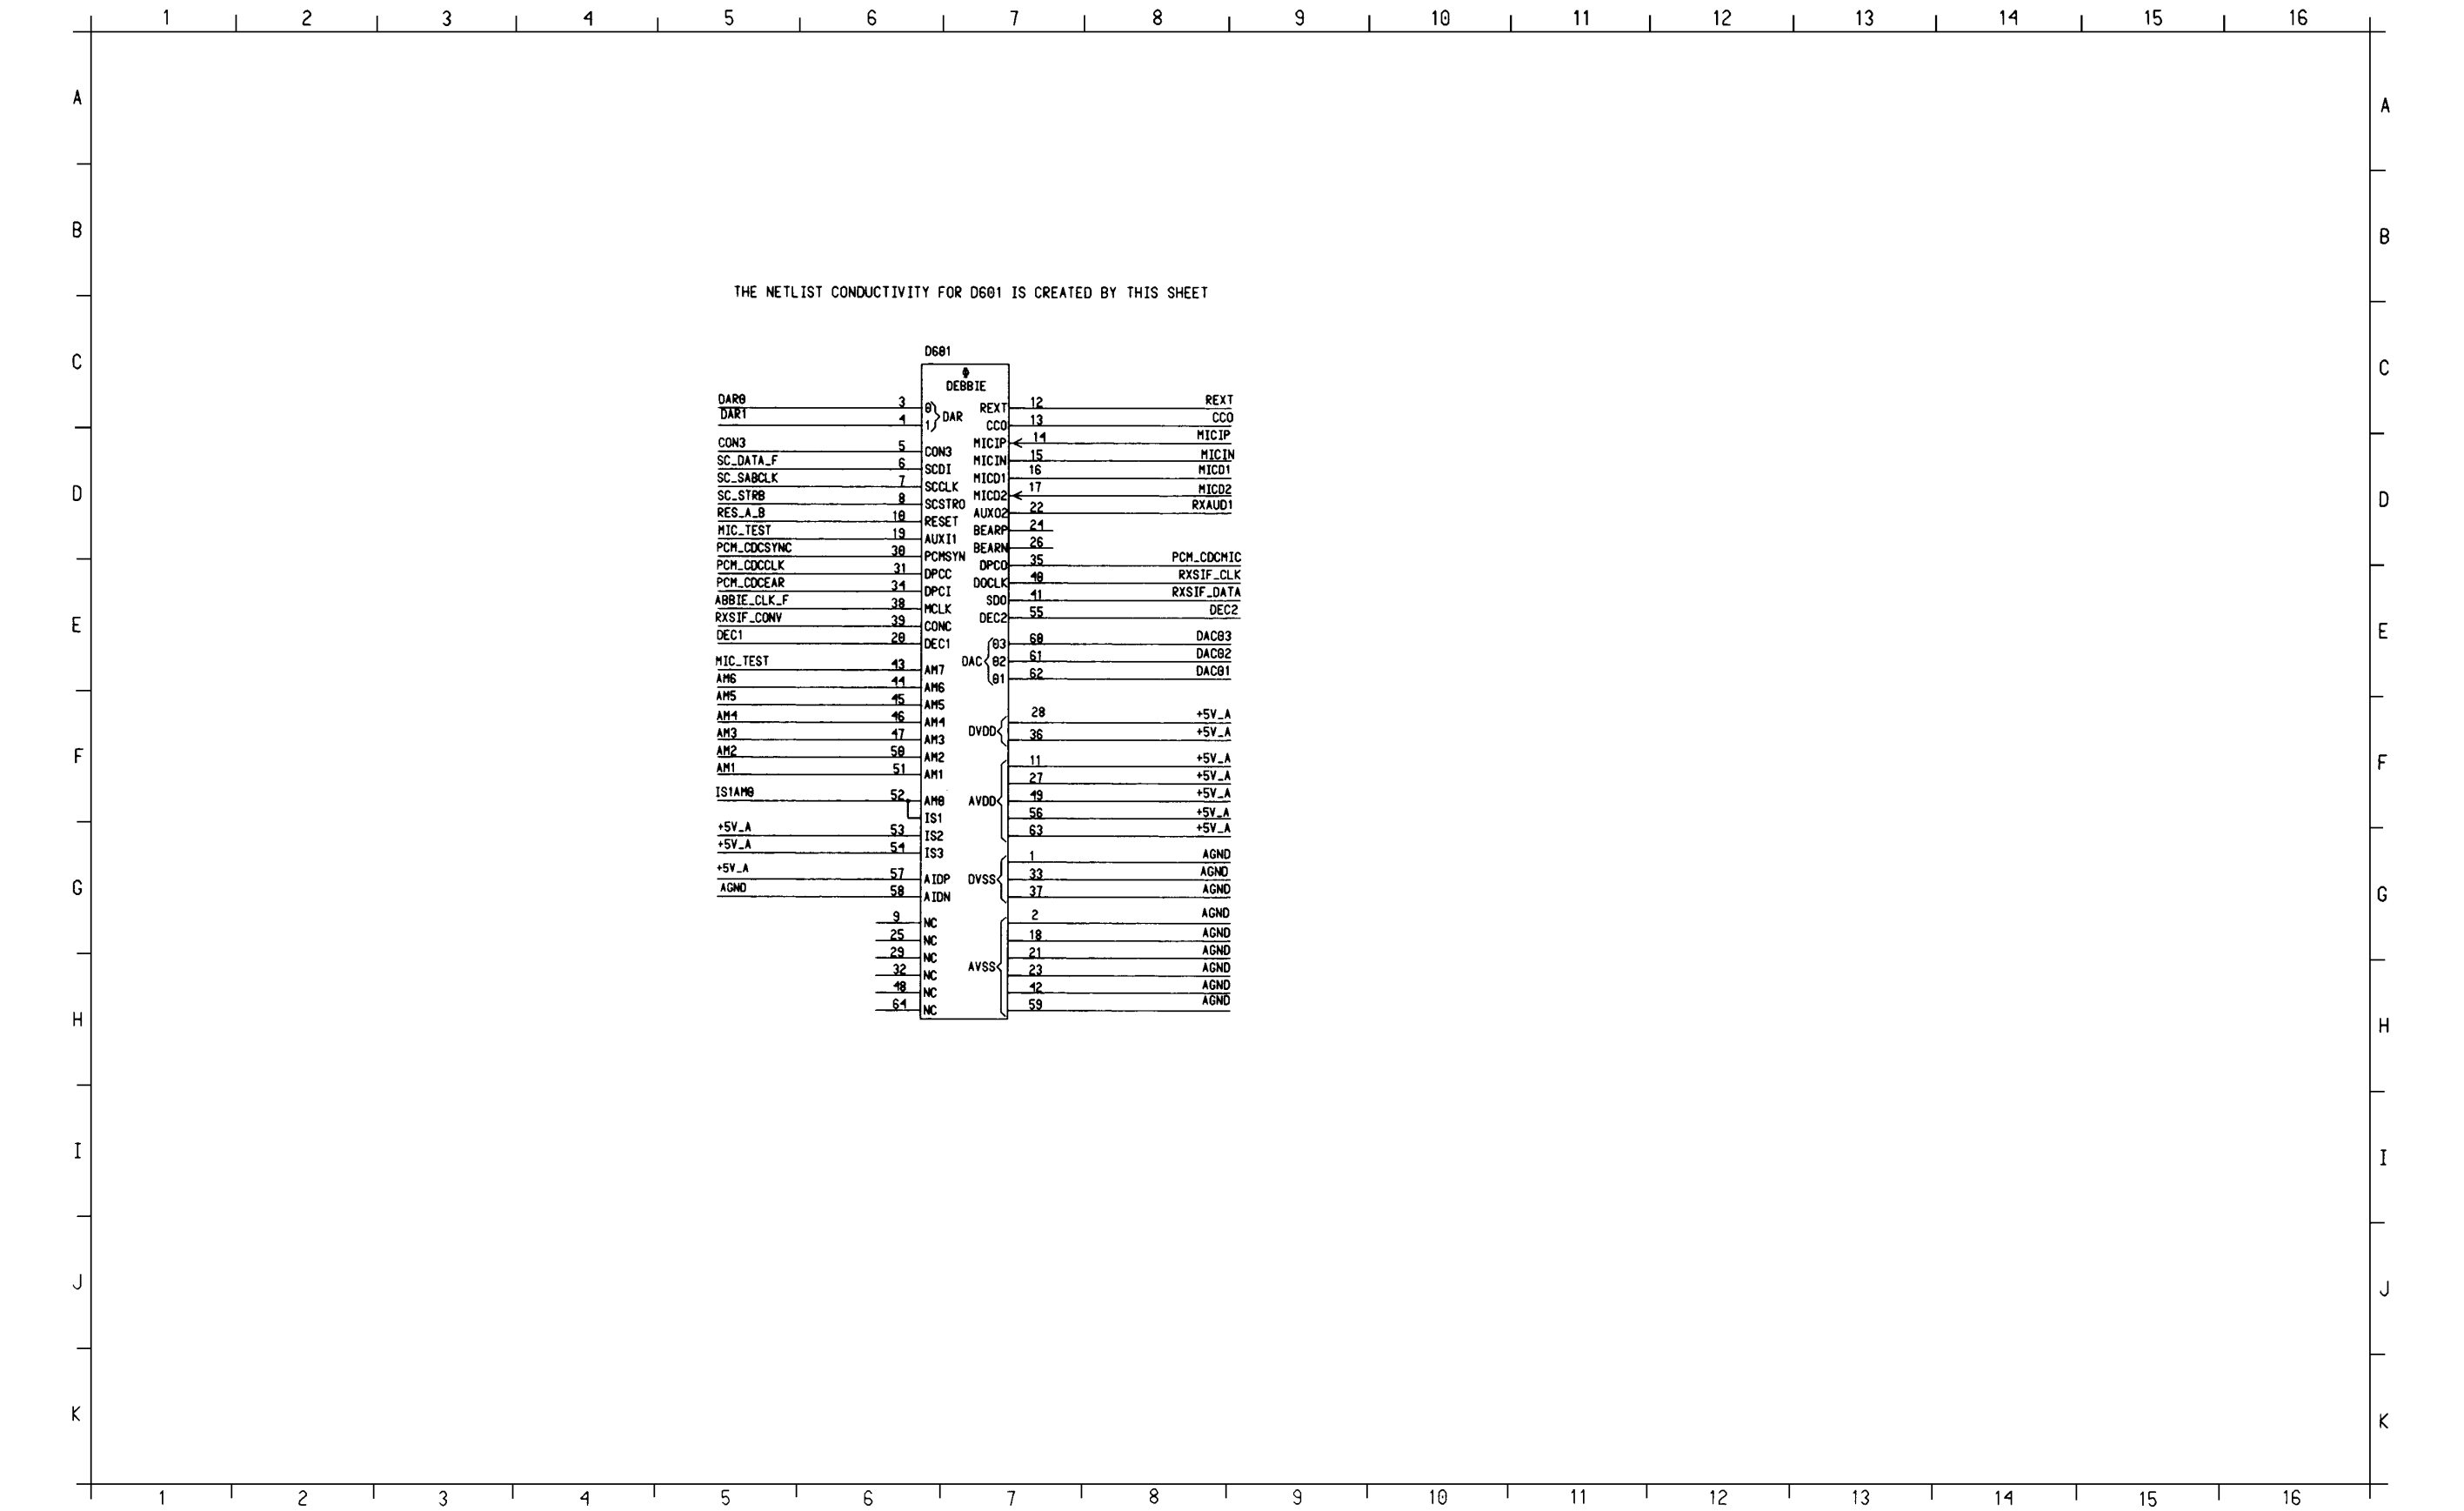 1 2 3 4 5 6 7 8 9 10 11 12 13 14 15 16
A A
B B
THE NETLIST CONDUCTIVITY FOR D601 IS CREATED BY THIS SHEET
C C
D601
Φ
DEBBIE
DAR0 3 0 DAR REXT 12 REXT
DAR1 4 1 CCO 13 CCO
MICIP 14 MICIP
CON3 5 CON3 MICIN 15 MICIN
SC_DATA_F 6 SCDI MICD1 16 MICD1
SC_SABCLK 7 SCCLK MICD2 17 MICD2
D D
SC_STRB 8 SCSTRO AUXO2 22 RXAUD1
RES_A_B 10 RESET BEARP 24
MIC_TEST 19 AUXI1 BEARN 26
PCM_CDCSYNC 30 PCMSYN DPCO 35 PCM_CDCMIC
PCM_CDCCLK 31 DPCC DOCLK 40 RXSIF_CLK
PCM_CDCEAR 34 DPCI SDO 41 RXSIF_DATA
ABBIE_CLK_F 38 MCLK DEC2 55 DEC2
E E
RXSIF_CONV 39 CONC
DEC1 20 DEC1 03 60 DAC03
MIC_TEST 43 AM7 DAC 02 61 DAC02
AM6 44 AM6 01 62 DAC01
AM5 45 AM5
AM4 46 AM4 28 +5V_A
AM3 47 AM3 DVDD 36 +5V_A
F F
AM2 50 AM2 11 +5V_A
AM1 51 AM1 27 +5V_A
IS1AM0 52 AM0 AVDD 49 +5V_A
IS1 56 +5V_A
+5V_A 53 IS2 63 +5V_A
+5V_A 54 IS3 1 AGND
+5V_A 57 AIDP DVSS 33 AGND
G G
AGND 58 AIDN 37 AGND
9 NC 2 AGND
25 NC 18 AGND
29 NC 21 AGND
32 NC AVSS 23 AGND
48 NC 42 AGND
64 NC 59 AGND
H H
I I
J J
K K
1 2 3 4 5 6 7 8 9 10 11 12 13 14 15 16